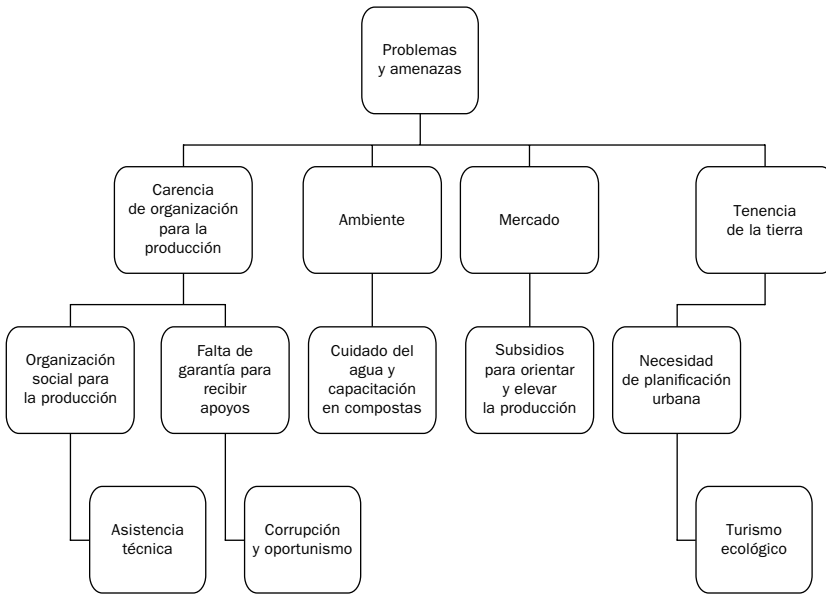 Problemas
y amenazas
Carencia
de organización
para la
producción
Ambiente
Mercado
Tenencia
de la tierra
Organización
social para
la producción
Falta de
garantía para
recibir
apoyos
Cuidado del
agua y
capacitación
en compostas
Subsidios
para orientar
y elevar
la producción
Necesidad
de planificación
urbana
Asistencia
técnica
Corrupción
y oportunismo
Turismo
ecológico